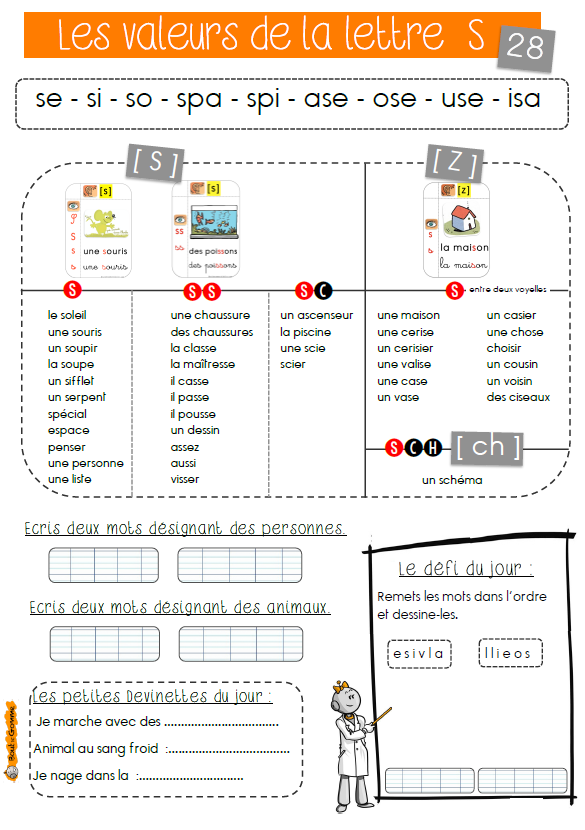 Les valeurs de la lettre S
28
se - si - so - spa - spi - ase - ose - use - isa
[ S ]
[s]
S
s
s
une souris
une souris
[s]
ss
ss
des poissons
des poissons
[ Z ]
[z]
s
s
la maison
la maison
S
le soleil
une souris
un soupir
la soupe
un sifflet
un serpent
spécial
espace
penser
une personne
une liste
S S
une chaussure
des chaussures
la classe
la maîtresse
il casse
il passe
il pousse
un dessin
assez
aussi
visser
S C
un ascenseur
la piscine
une scie
scier
S entre deux voyelles
une maison
une cerise
un cerisier
une valise
une case
un vase
un casier
une chose
choisir
un cousin
un voisin
des ciseaux
S C H [ ch ]
un schéma
Ecris deux mots désignant des personnes.
Ecris deux mots désignant des animaux.
Les petites Devinettes du jour :
Je marche avec des ..................................
Animal au sang froid :....................................
Je nage dans la :...............................
Le défi du jour :
Remets les mots dans l'ordre
et dessine-les.
e s i v l a
l l i e o s
Bout de Gomme